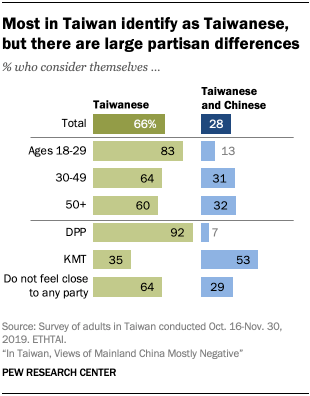 Most in Taiwan identify as Taiwanese,
but there are large partisan differences
% who consider themselves ...
Taiwanese
Taiwanese
and Chinese
Total 66% 28
Ages 18-29 83 13
30-49 64 31
50+ 60 32
DPP 92 7
KMT 35 53
Do not feel close
to any party 64 29
Source: Survey of adults in Taiwan conducted Oct. 16-Nov. 30,
2019. ETHTAI.
“In Taiwan, Views of Mainland China Mostly Negative”
PEW RESEARCH CENTER